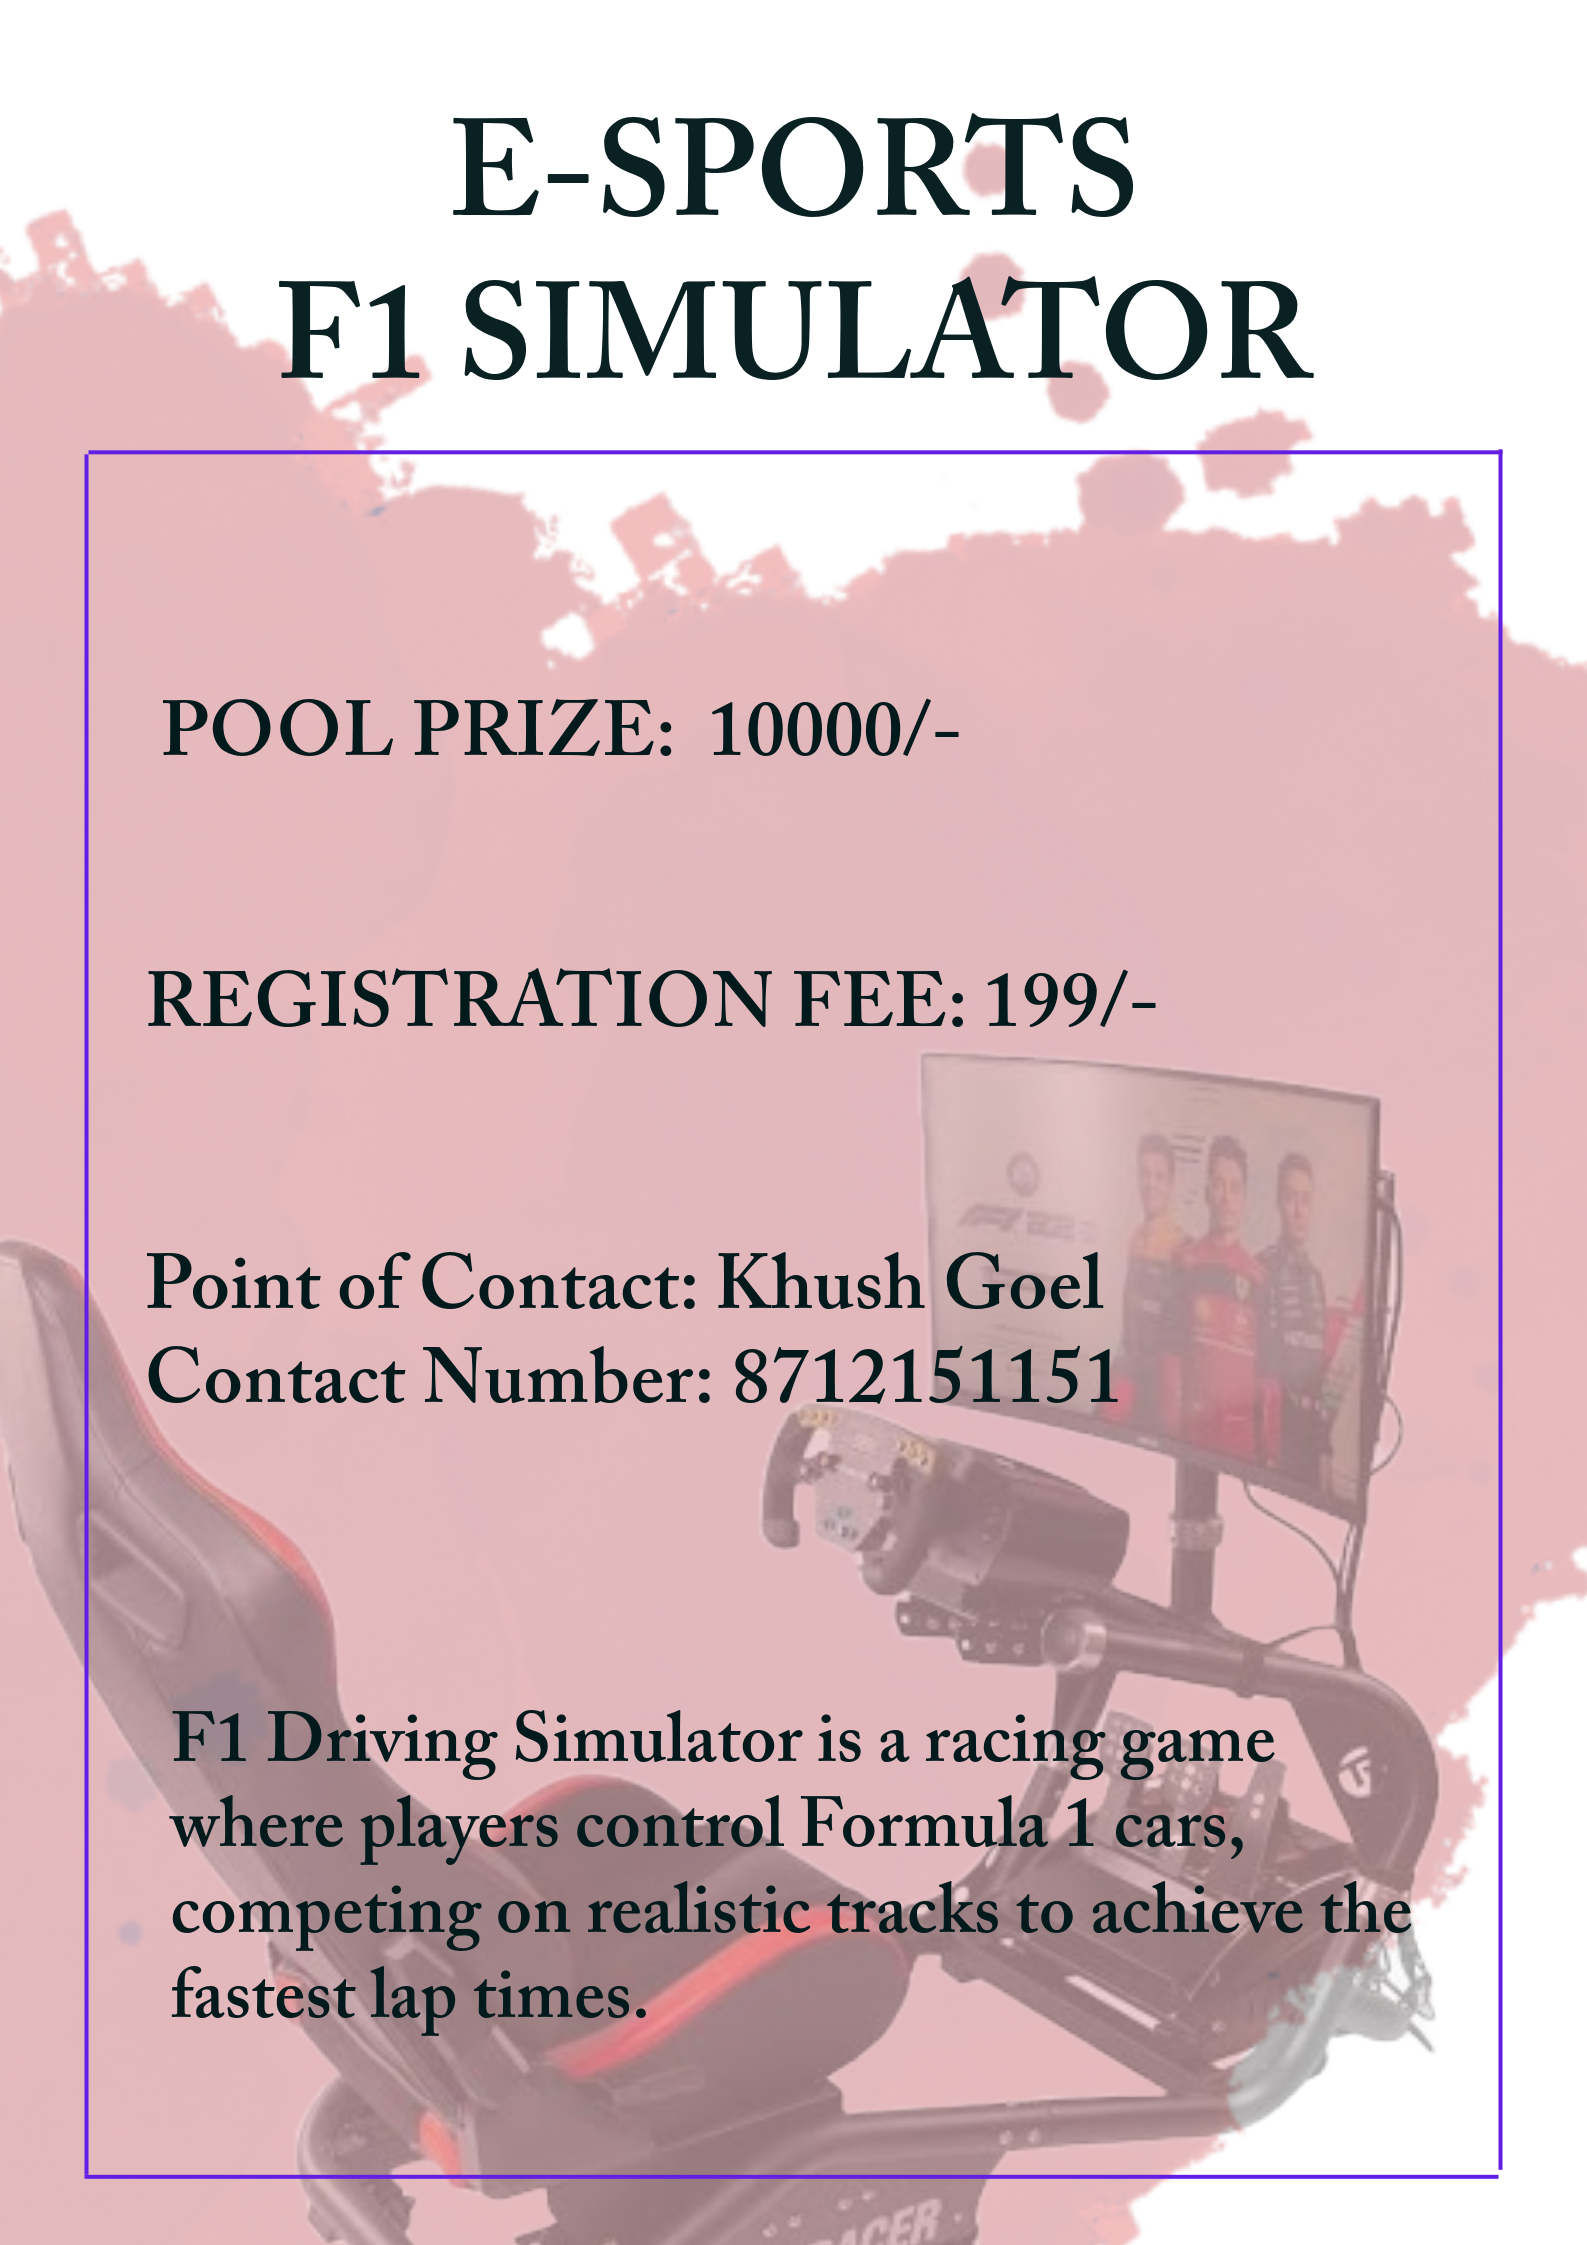 E-SPORTS
F1 SIMULATOR
POOL PRIZE: 10000/-
REGISTRATION FEE: 199/-
Point of Contact: Khush Goel
Contact Number: 8712151151
F1 Driving Simulator is a racing game
where players control Formula 1 cars,
competing on realistic tracks to achieve the
fastest lap times.